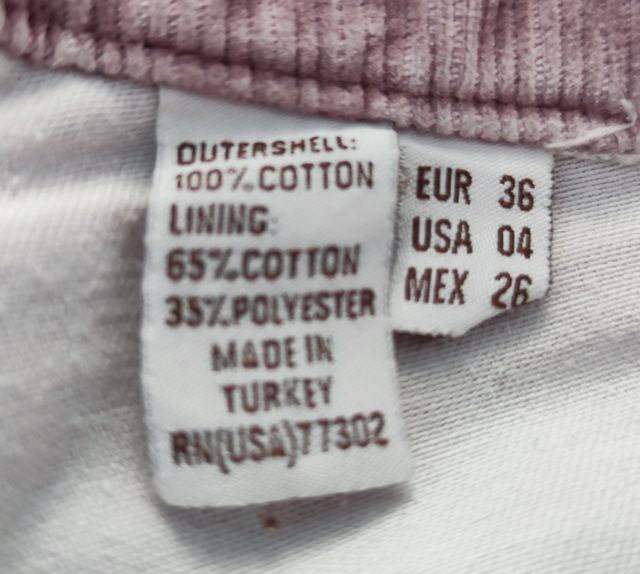 OUTERSHELL:
100%COTTON
LINING:
65%COTTON
35%POLYESTER
MADE IN
TURKEY
RN(USA)77302
EUR 36
USA 04
MEX 26